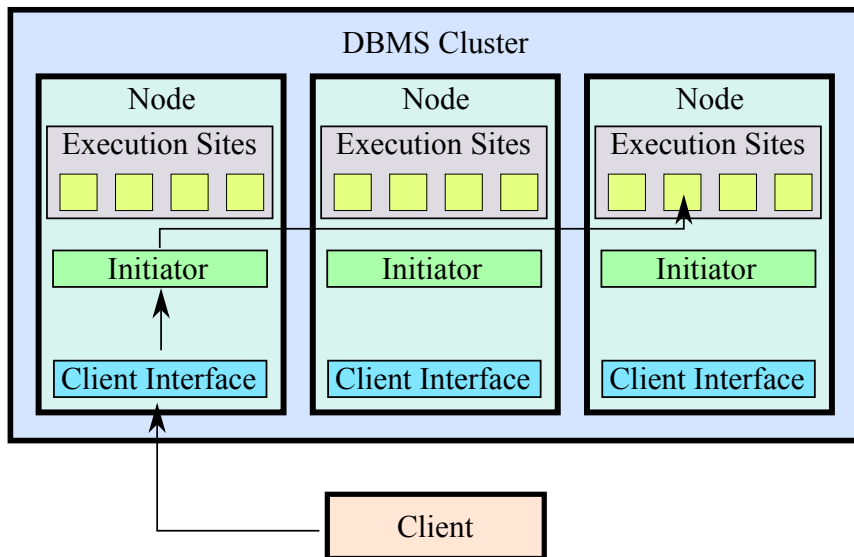 DBMS Cluster
Node
Execution Sites
Initiator
Client Interface
Node
Execution Sites
Initiator
Client Interface
Node
Execution Sites
Initiator
Client Interface
Client